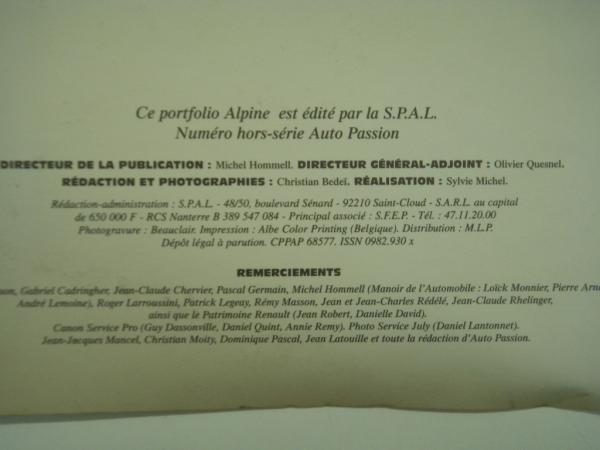 Ce portfolio Alpine est édité par la S.P.A.L.
Numéro hors-série Auto Passion
DIRECTEUR DE LA PUBLICATION : Michel Hommell. DIRECTEUR GÉNÉRAL-ADJOINT : Olivier Quesnel.
RÉDACTION ET PHOTOGRAPHIES : Christian Bedeï. RÉALISATION : Sylvie Michel.
Rédaction-administration : S.P.A.L. - 48/50, boulevard Sénard - 92210 Saint-Cloud - S.A.R.L. au capital
de 650 000 F - RCS Nanterre B 389 547 084 - Principal associé : S.F.E.P. - Tél. : 47.11.20.00
Photogravure : Beauclair. Impression : Albe Color Printing (Belgique). Distribution : M.L.P.
Dépôt légal à parution. CPPAP 68577. ISSN 0982.930 x
REMERCIEMENTS
Gabriel Cadringher, Jean-Claude Chervier, Pascal Germain, Michel Hommell (Manoir de l'Automobile : Loïck Monnier, Pierre
André Lemoine), Roger Larroussini, Patrick Legeay, Rémy Masson, Jean et Jean-Charles Rédélé, Jean-Claude Rhelinger,
ainsi que le Patrimoine Renault (Jean Robert, Danielle David).
Canon Service Pro (Guy Dassonville, Daniel Quint, Annie Remy). Photo Service July (Daniel Lantonnet).
Jean-Jacques Mancel, Christian Moity, Dominique Pascal, Jean Latouille et toute la rédaction d'Auto Passion.